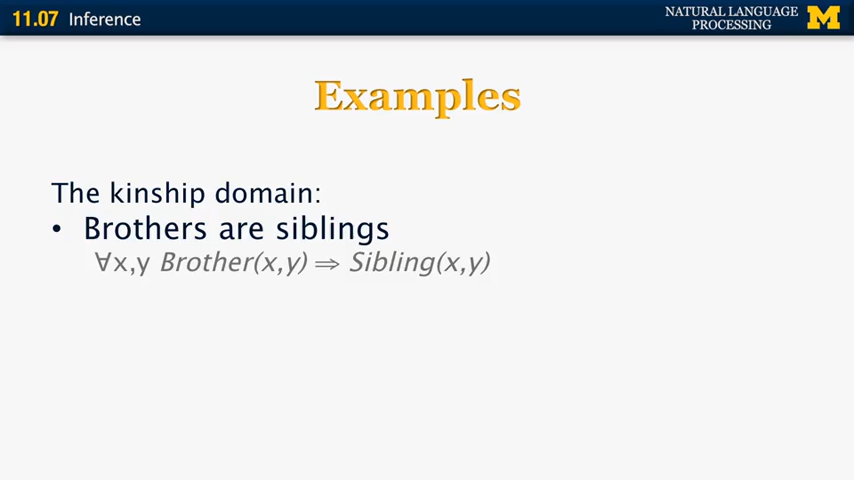 11.07 Inference
NATURAL LANGUAGE
PROCESSING
M
Examples
The kinship domain:
• Brothers are siblings
∀x,y Brother(x,y) ⇒ Sibling(x,y)